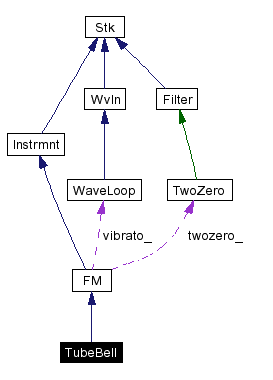 Stk
WvIn
Filter
Instrmnt
WaveLoop
TwoZero
vibrato_
twozero_
FM
TubeBell